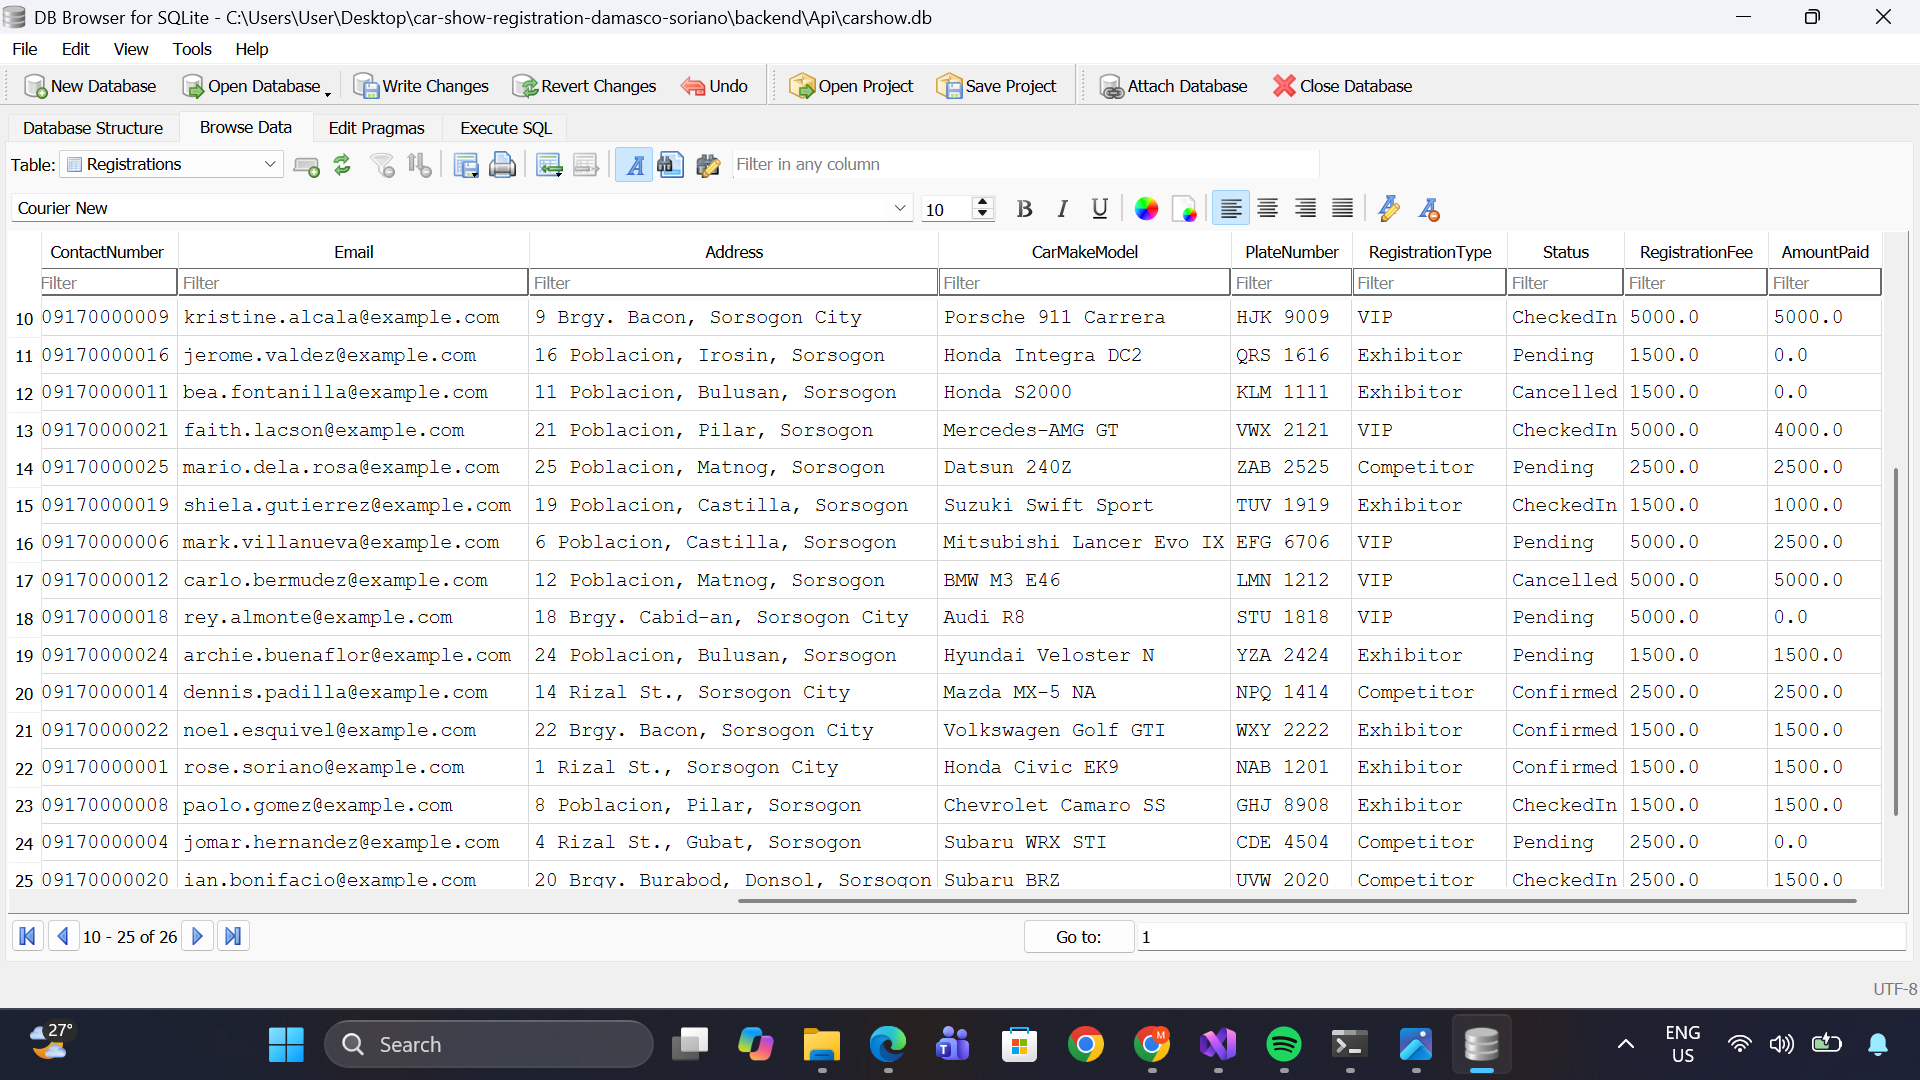 DB Browser for SQLite - C:\Users\User\Desktop\car-show-registration-damasco-soriano\backend\Api\carshow.db
File Edit View Tools Help
New Database Open Database Write Changes Revert Changes Undo Open Project Save Project Attach Database Close Database
Database Structure Browse Data Edit Pragmas Execute SQL
Table: Registrations Filter in any column
Courier New 10 B I U
ContactNumber Email Address CarMakeModel PlateNumber RegistrationType Status RegistrationFee AmountPaid
Filter Filter Filter Filter Filter Filter Filter Filter Filter
10 09170000009 kristine.alcala@example.com 9 Brgy. Bacon, Sorsogon City Porsche 911 Carrera HJK 9009 VIP CheckedIn 5000.0 5000.0
11 09170000016 jerome.valdez@example.com 16 Poblacion, Irosin, Sorsogon Honda Integra DC2 QRS 1616 Exhibitor Pending 1500.0 0.0
12 09170000011 bea.fontanilla@example.com 11 Poblacion, Bulusan, Sorsogon Honda S2000 KLM 1111 Exhibitor Cancelled 1500.0 0.0
13 09170000021 faith.lacson@example.com 21 Poblacion, Pilar, Sorsogon Mercedes-AMG GT VWX 2121 VIP CheckedIn 5000.0 4000.0
14 09170000025 mario.dela.rosa@example.com 25 Poblacion, Matnog, Sorsogon Datsun 240Z ZAB 2525 Competitor Pending 2500.0 2500.0
15 09170000019 shiela.gutierrez@example.com 19 Poblacion, Castilla, Sorsogon Suzuki Swift Sport TUV 1919 Exhibitor CheckedIn 1500.0 1000.0
16 09170000006 mark.villanueva@example.com 6 Poblacion, Castilla, Sorsogon Mitsubishi Lancer Evo IX EFG 6706 VIP Pending 5000.0 2500.0
17 09170000012 carlo.bermudez@example.com 12 Poblacion, Matnog, Sorsogon BMW M3 E46 LMN 1212 VIP Cancelled 5000.0 5000.0
18 09170000018 rey.almonte@example.com 18 Brgy. Cabid-an, Sorsogon City Audi R8 STU 1818 VIP Pending 5000.0 0.0
19 09170000024 archie.buenaflor@example.com 24 Poblacion, Bulusan, Sorsogon Hyundai Veloster N YZA 2424 Exhibitor Pending 1500.0 1500.0
20 09170000014 dennis.padilla@example.com 14 Rizal St., Sorsogon City Mazda MX-5 NA NPQ 1414 Competitor Confirmed 2500.0 2500.0
21 09170000022 noel.esquivel@example.com 22 Brgy. Bacon, Sorsogon City Volkswagen Golf GTI WXY 2222 Exhibitor Confirmed 1500.0 1500.0
22 09170000001 rose.soriano@example.com 1 Rizal St., Sorsogon City Honda Civic EK9 NAB 1201 Exhibitor Confirmed 1500.0 1500.0
23 09170000008 paolo.gomez@example.com 8 Poblacion, Pilar, Sorsogon Chevrolet Camaro SS GHJ 8908 Exhibitor CheckedIn 1500.0 1500.0
24 09170000004 jomar.hernandez@example.com 4 Rizal St., Gubat, Sorsogon Subaru WRX STI CDE 4504 Competitor Pending 2500.0 0.0
25 09170000020 ian.bonifacio@example.com 20 Brgy. Burabod, Donsol, Sorsogon Subaru BRZ UVW 2020 Competitor CheckedIn 2500.0 1500.0
10 - 25 of 26 Go to: 1
UTF-8
27° Search ENG
US